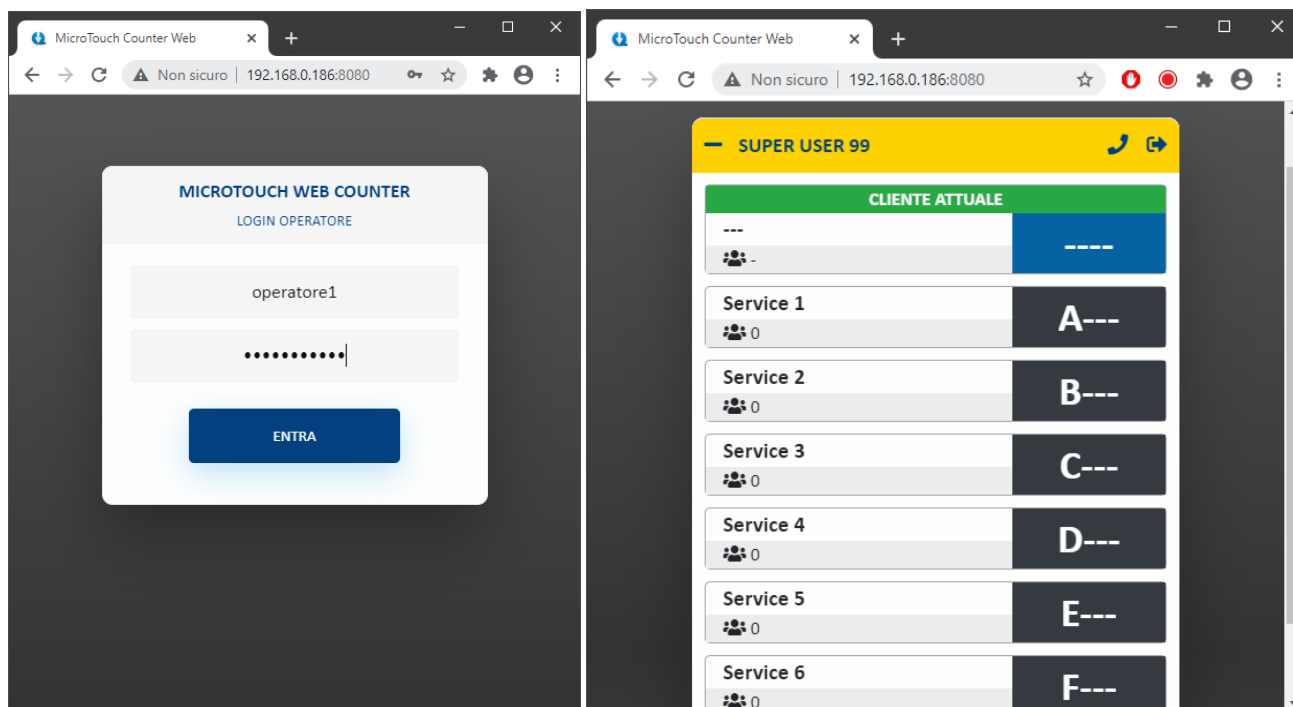 MicroTouch Counter Web
Non sicuro | 192.168.0.186:8080
MICROTOUCH WEB COUNTER
LOGIN OPERATORE
operatore1
•••••••••••
ENTRA
MicroTouch Counter Web
Non sicuro | 192.168.0.186:8080
SUPER USER 99
CLIENTE ATTUALE
---
----
-
Service 1
A---
0
Service 2
B---
0
Service 3
C---
0
Service 4
D---
0
Service 5
E---
0
Service 6
F---
0